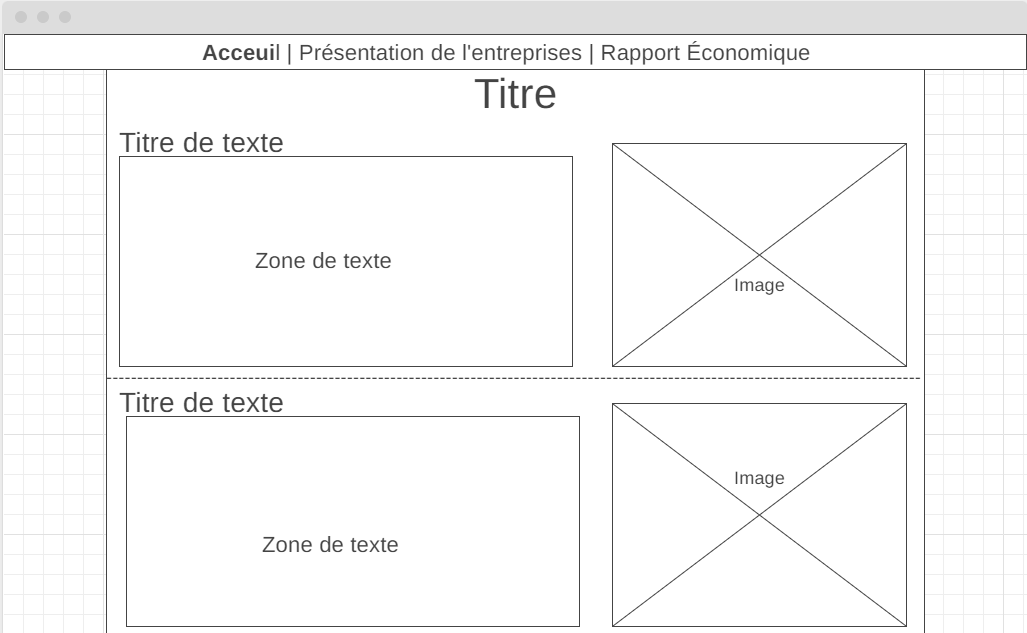 Acceuil | Présentation de l'entreprises | Rapport Économique
Titre
Titre de texte
Zone de texte
Image
Titre de texte
Image
Zone de texte